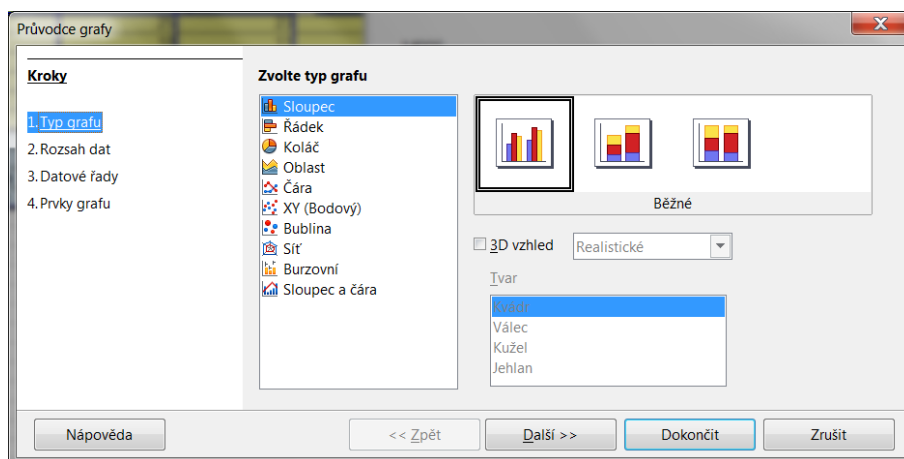 Průvodce grafy
Kroky
1.Typ grafu
2.Rozsah dat
3.Datové řady
4.Prvky grafu
Zvolte typ grafu
Sloupec
Řádek
Koláč
Oblast
Čára
XY (Bodový)
Bublina
Síť
Burzovní
Sloupec a čára
Běžné
3D vzhled
Realistické
Tvar
Kvádr
Válec
Kužel
Jehlan
Nápověda
<< Zpět
Další >>
Dokončit
Zrušit